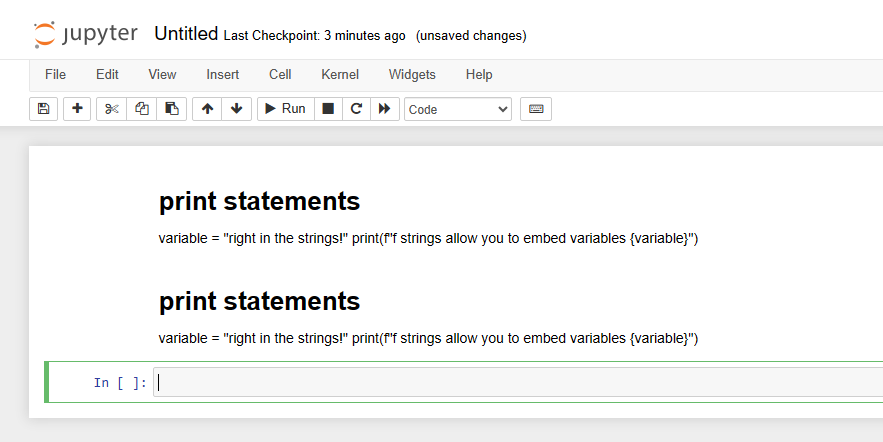 jupyter Untitled Last Checkpoint: 3 minutes ago (unsaved changes)
File Edit View Insert Cell Kernel Widgets Help
Run Code
print statements
variable = "right in the strings!" print(f"f strings allow you to embed variables {variable}")
print statements
variable = "right in the strings!" print(f"f strings allow you to embed variables {variable}")
In [ ]: